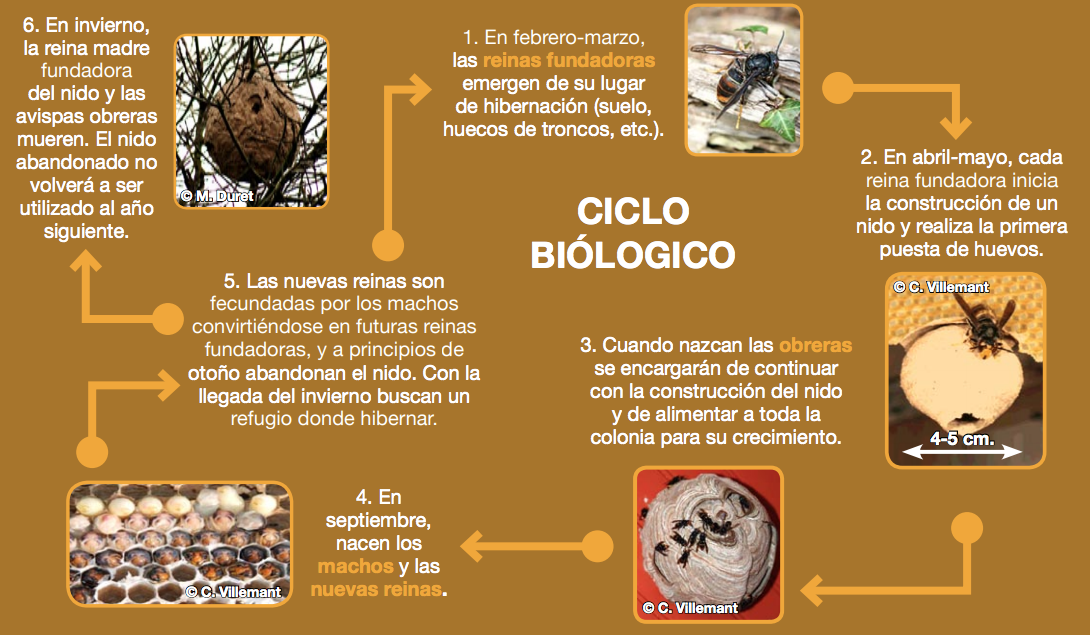 CICLO
BIÓLOGICO
1. En febrero-marzo,
las reinas fundadoras
emergen de su lugar
de hibernación (suelo,
huecos de troncos, etc.).
2. En abril-mayo, cada
reina fundadora inicia
la construcción de un
nido y realiza la primera
puesta de huevos.
© C. Villemant
4-5 cm.
3. Cuando nazcan las obreras
se encargarán de continuar
con la construcción del nido
y de alimentar a toda la
colonia para su crecimiento.
© C. Villemant
4. En
septiembre,
nacen los
machos y las
nuevas reinas.
© C. Villemant
5. Las nuevas reinas son
fecundadas por los machos
convirtiéndose en futuras reinas
fundadoras, y a principios de
otoño abandonan el nido. Con la
llegada del invierno buscan un
refugio donde hibernar.
6. En invierno,
la reina madre
fundadora
del nido y las
avispas obreras
mueren. El nido
abandonado no
volverá a ser
utilizado al año
siguiente.
© M. Duret